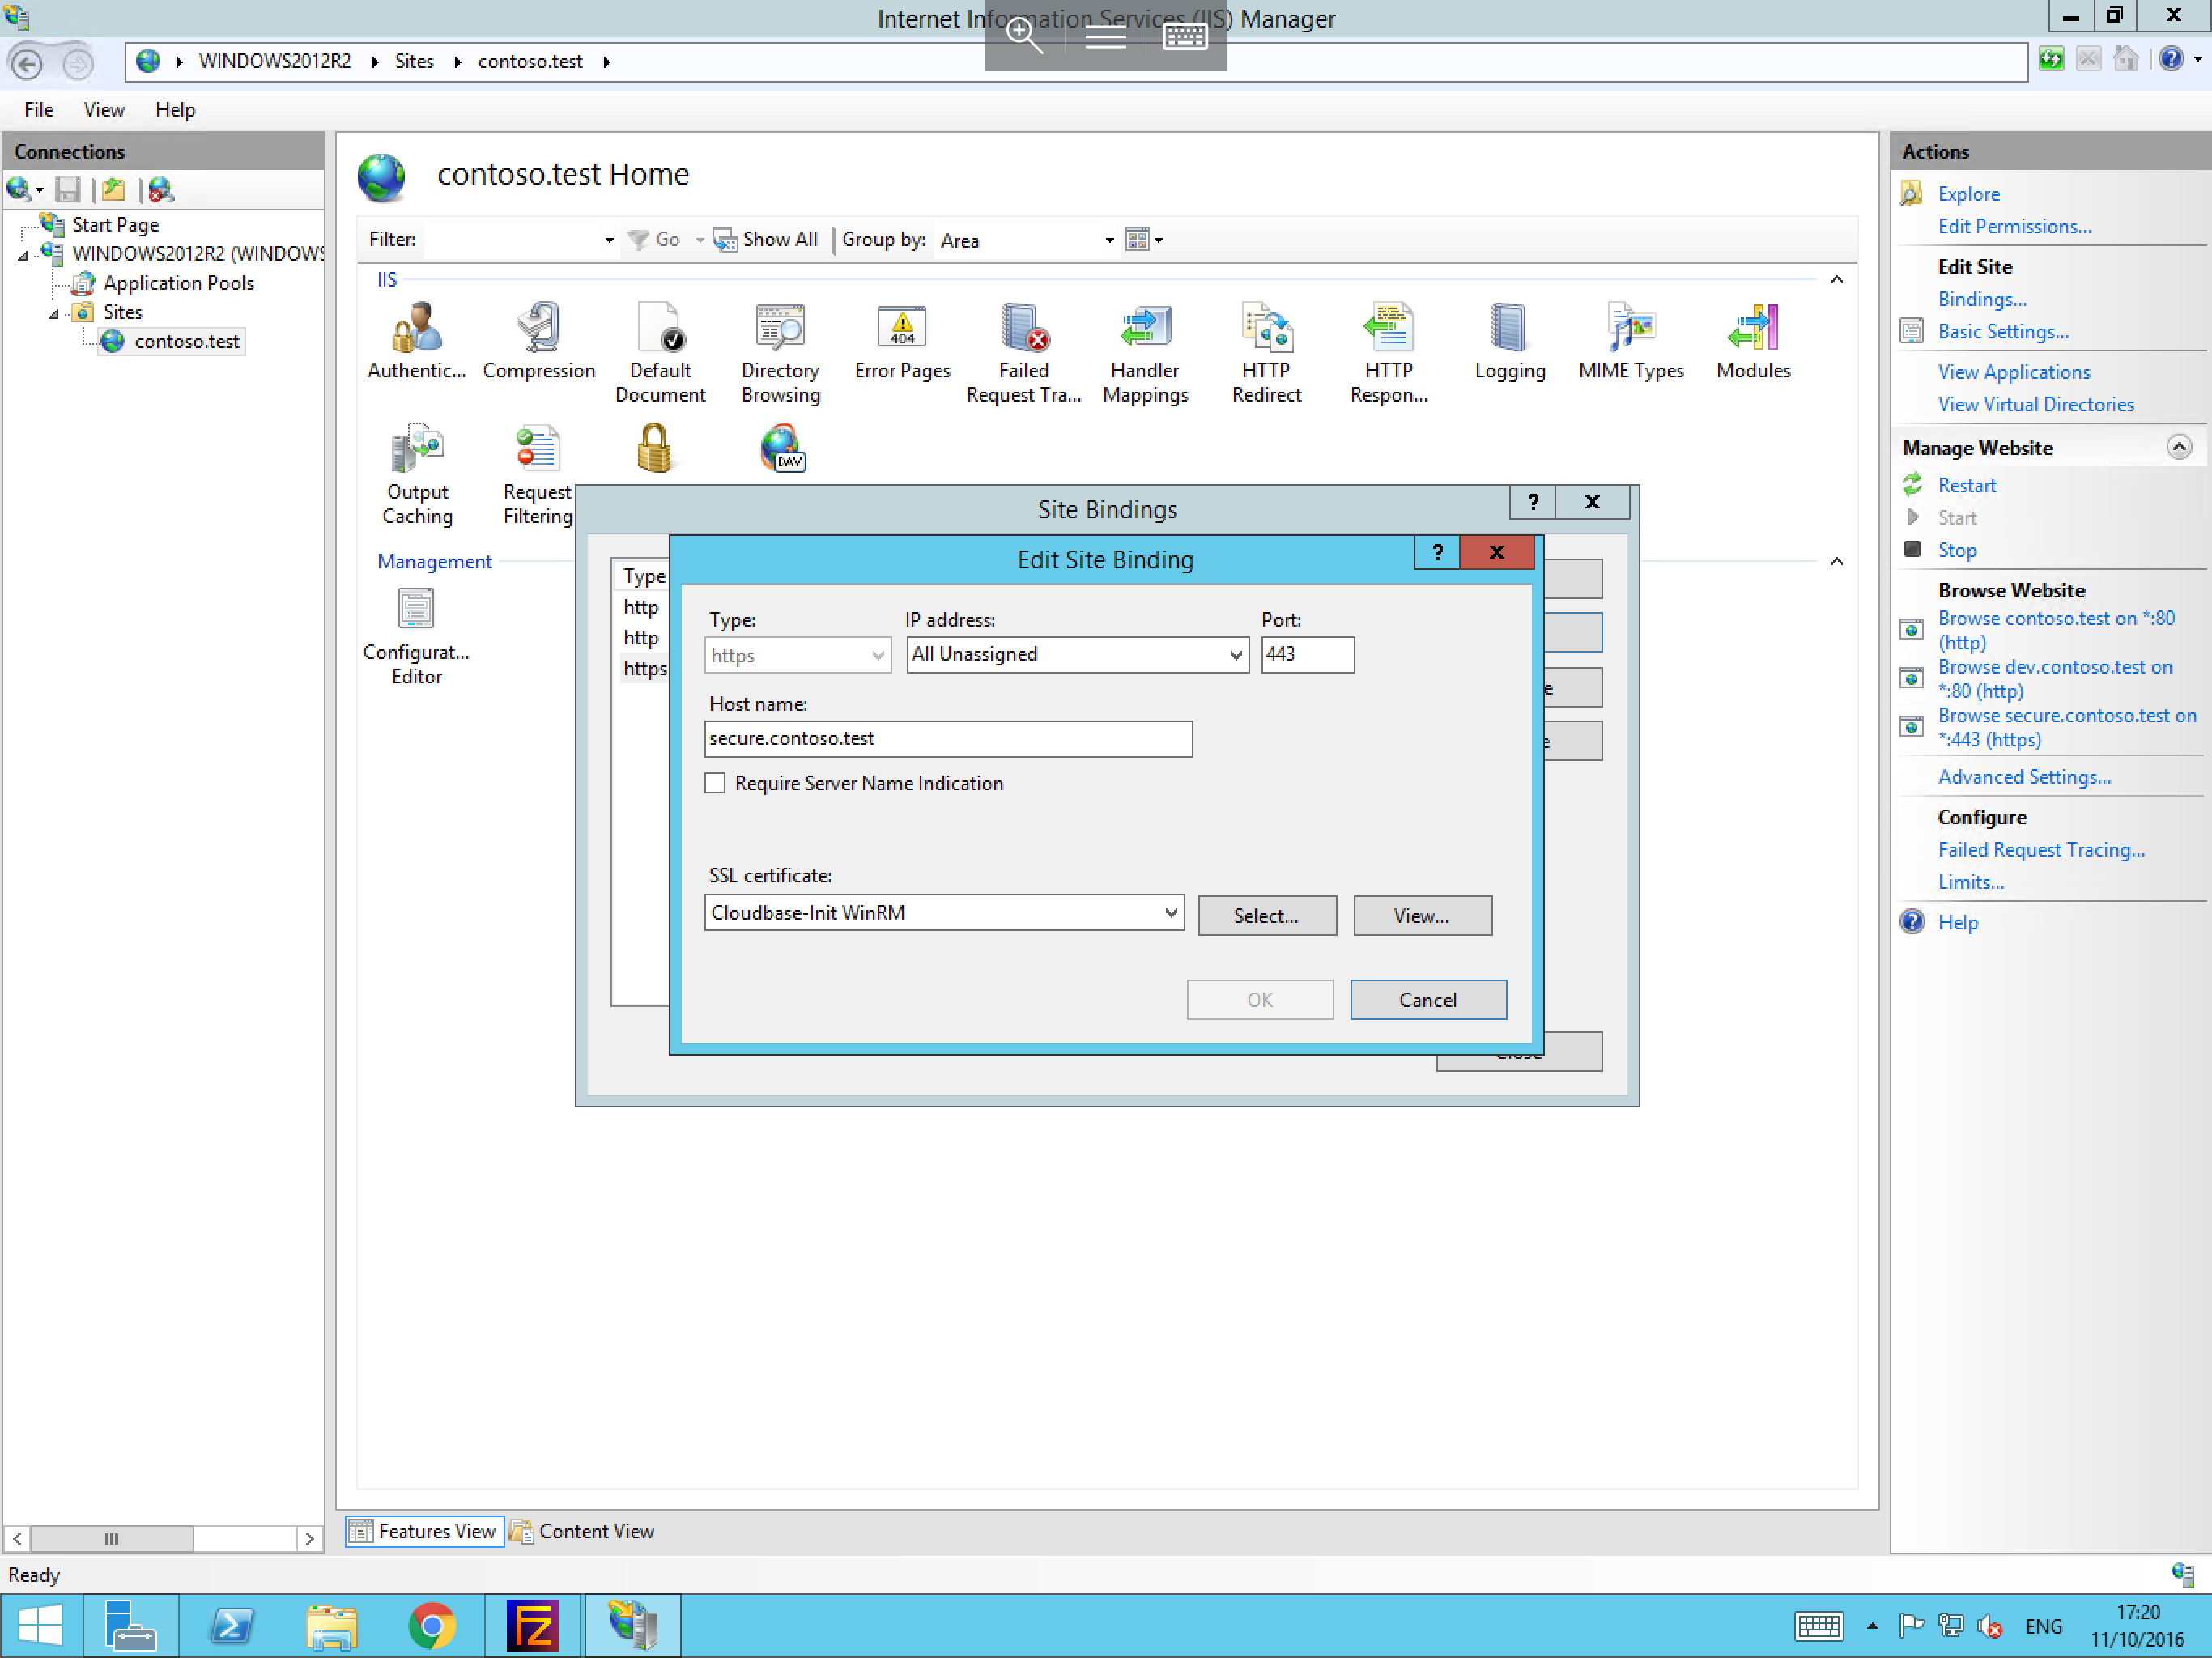 Internet Information Services (IIS) Manager
WINDOWS2012R2 Sites contoso.test
File View Help
Connections
Start Page
WINDOWS2012R2 (WINDOWS
Application Pools
Sites
contoso.test
contoso.test Home
Filter: Go Show All Group by: Area
IIS
Authentic... Compression Default Document Directory Browsing Error Pages Failed Request Tra... Handler Mappings HTTP Redirect HTTP Respon... Logging MIME Types Modules
404
DAV
Output Caching Request Filtering
Management
Configurat... Editor
Site Bindings
?
x
Type
http
http
https
e
e
Edit Site Binding
?
x
Type: IP address: Port:
https All Unassigned 443
Host name:
secure.contoso.test
Require Server Name Indication
SSL certificate:
Cloudbase-Init WinRM Select... View...
OK Cancel
Close
Actions
Explore
Edit Permissions...
Edit Site
Bindings...
Basic Settings...
View Applications
View Virtual Directories
Manage Website
Restart
Start
Stop
Browse Website
Browse contoso.test on *:80
(http)
Browse dev.contoso.test on
*:80 (http)
Browse secure.contoso.test on
*:443 (https)
Advanced Settings...
Configure
Failed Request Tracing...
Limits...
Help
Features View Content View
Ready
FZ
ENG
17:20
11/10/2016